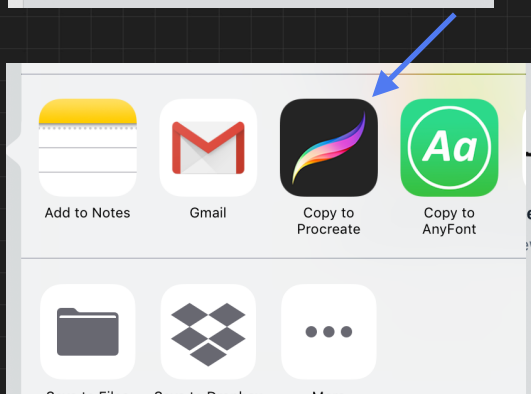 Aa
Add to Notes
Gmail
Copy to
Procreate
Copy to
AnyFont